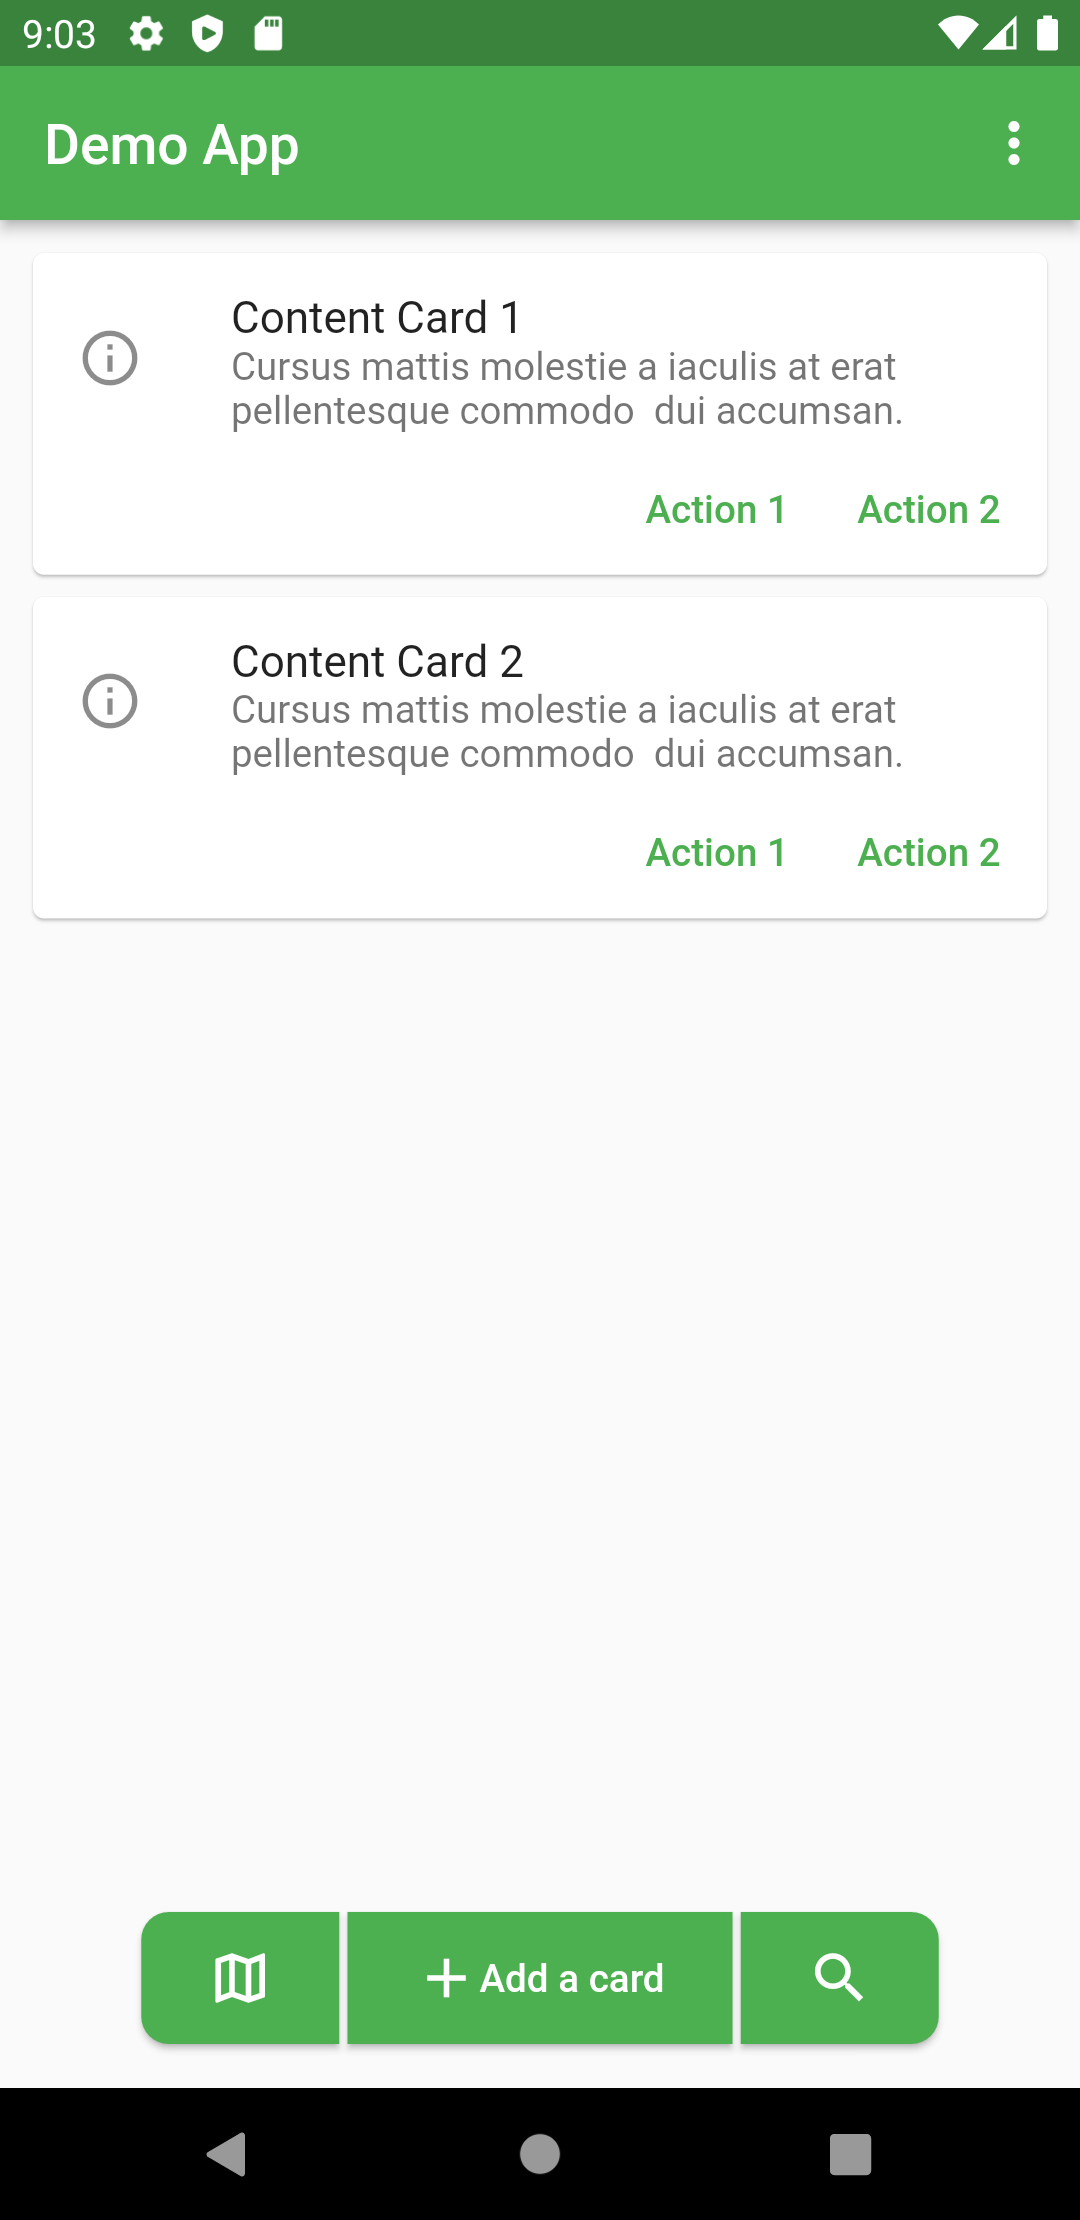 9:03
Demo App
Content Card 1
Cursus mattis molestie a iaculis at erat
pellentesque commodo  dui accumsan.
Action 1 Action 2
Content Card 2
Cursus mattis molestie a iaculis at erat
pellentesque commodo  dui accumsan.
Action 1 Action 2
Add a card